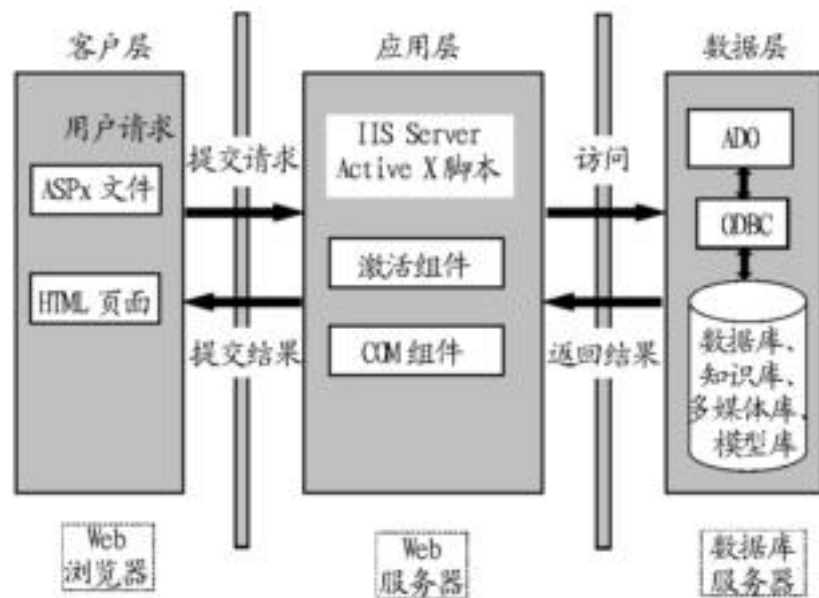 客户层
用户请求
ASPx 文件
HTML 页面
Web
浏览器
提交请求
提交结果
应用层
IIS Server
Active X 脚本
激活组件
COM 组件
Web
服务器
访问
返回结果
数据层
ADO
ODBC
数据库、
知识库、
多媒体库、
模型库
数据库
服务器